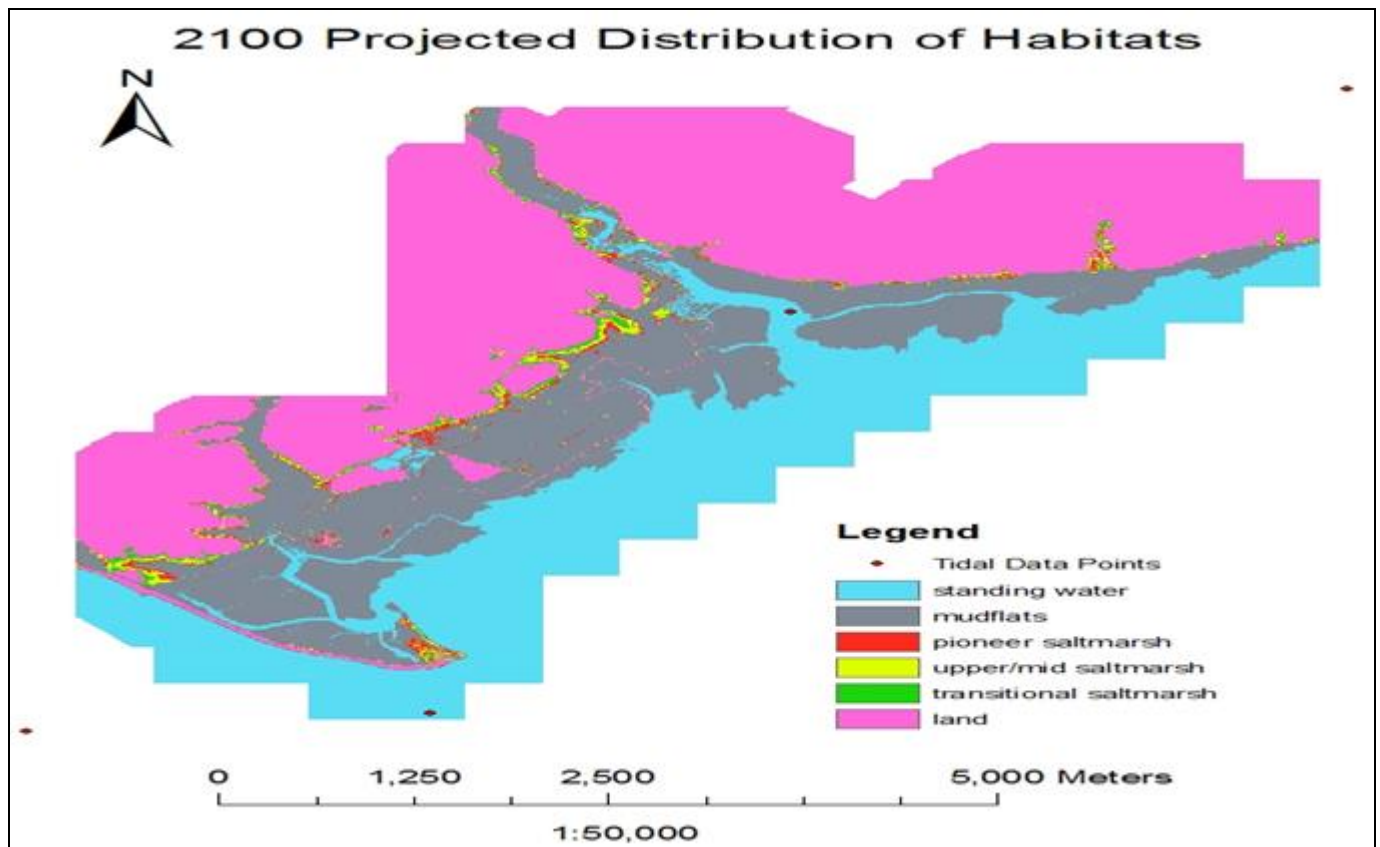 2100 Projected Distribution of Habitats
N
Legend
Tidal Data Points
standing water
mudflats
pioneer saltmarsh
upper/mid saltmarsh
transitional saltmarsh
land
0 1,250 2,500 5,000 Meters
1:50,000